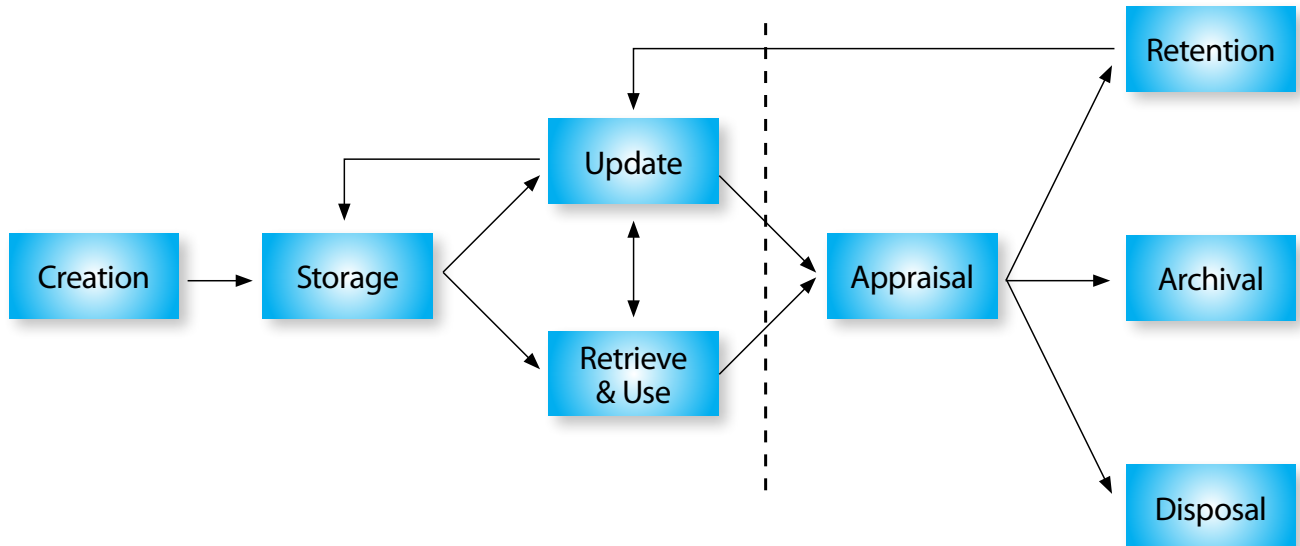 Retention
Update
Creation
Storage
Appraisal
Archival
Retrieve
& Use
Disposal